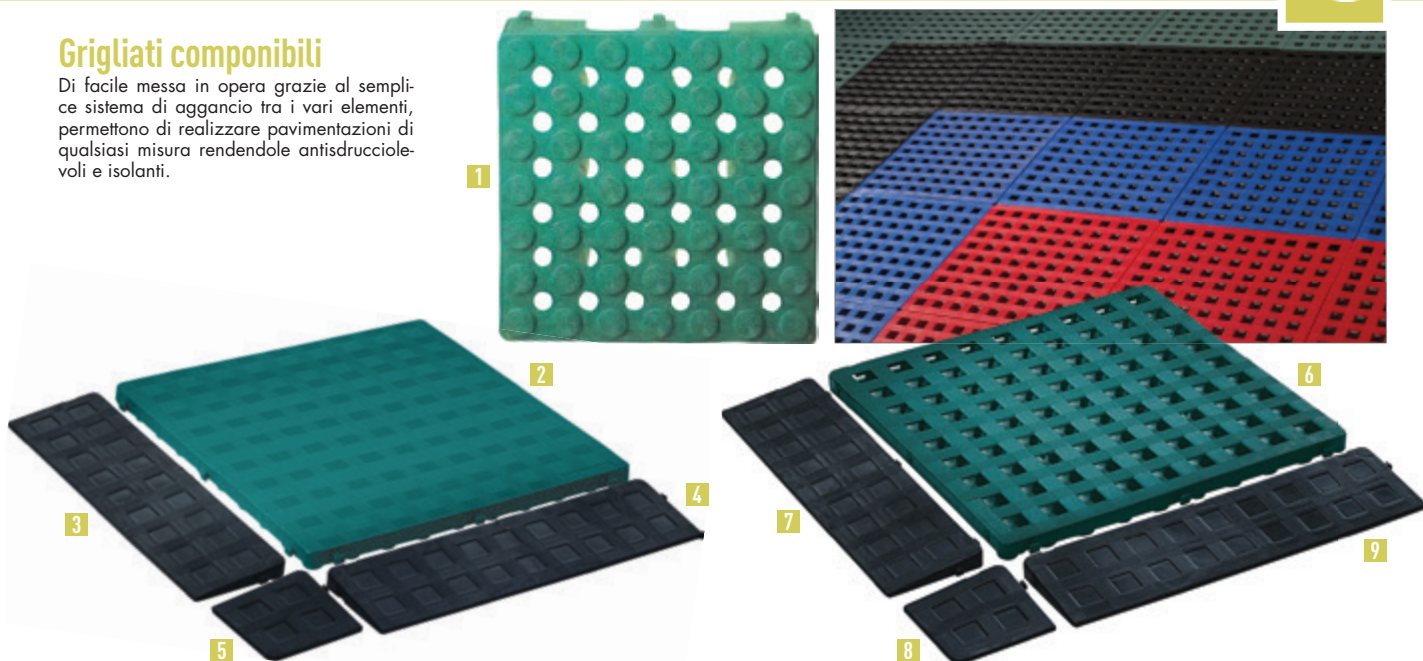 Grigliati componibili
Di facile messa in opera grazie al sempli-
ce sistema di aggancio tra i vari elementi,
permettono di realizzare pavimentazioni di
qualsiasi misura rendendole antisdrucciole-
voli e isolanti.
1
2
3
4
5
6
7
8
9